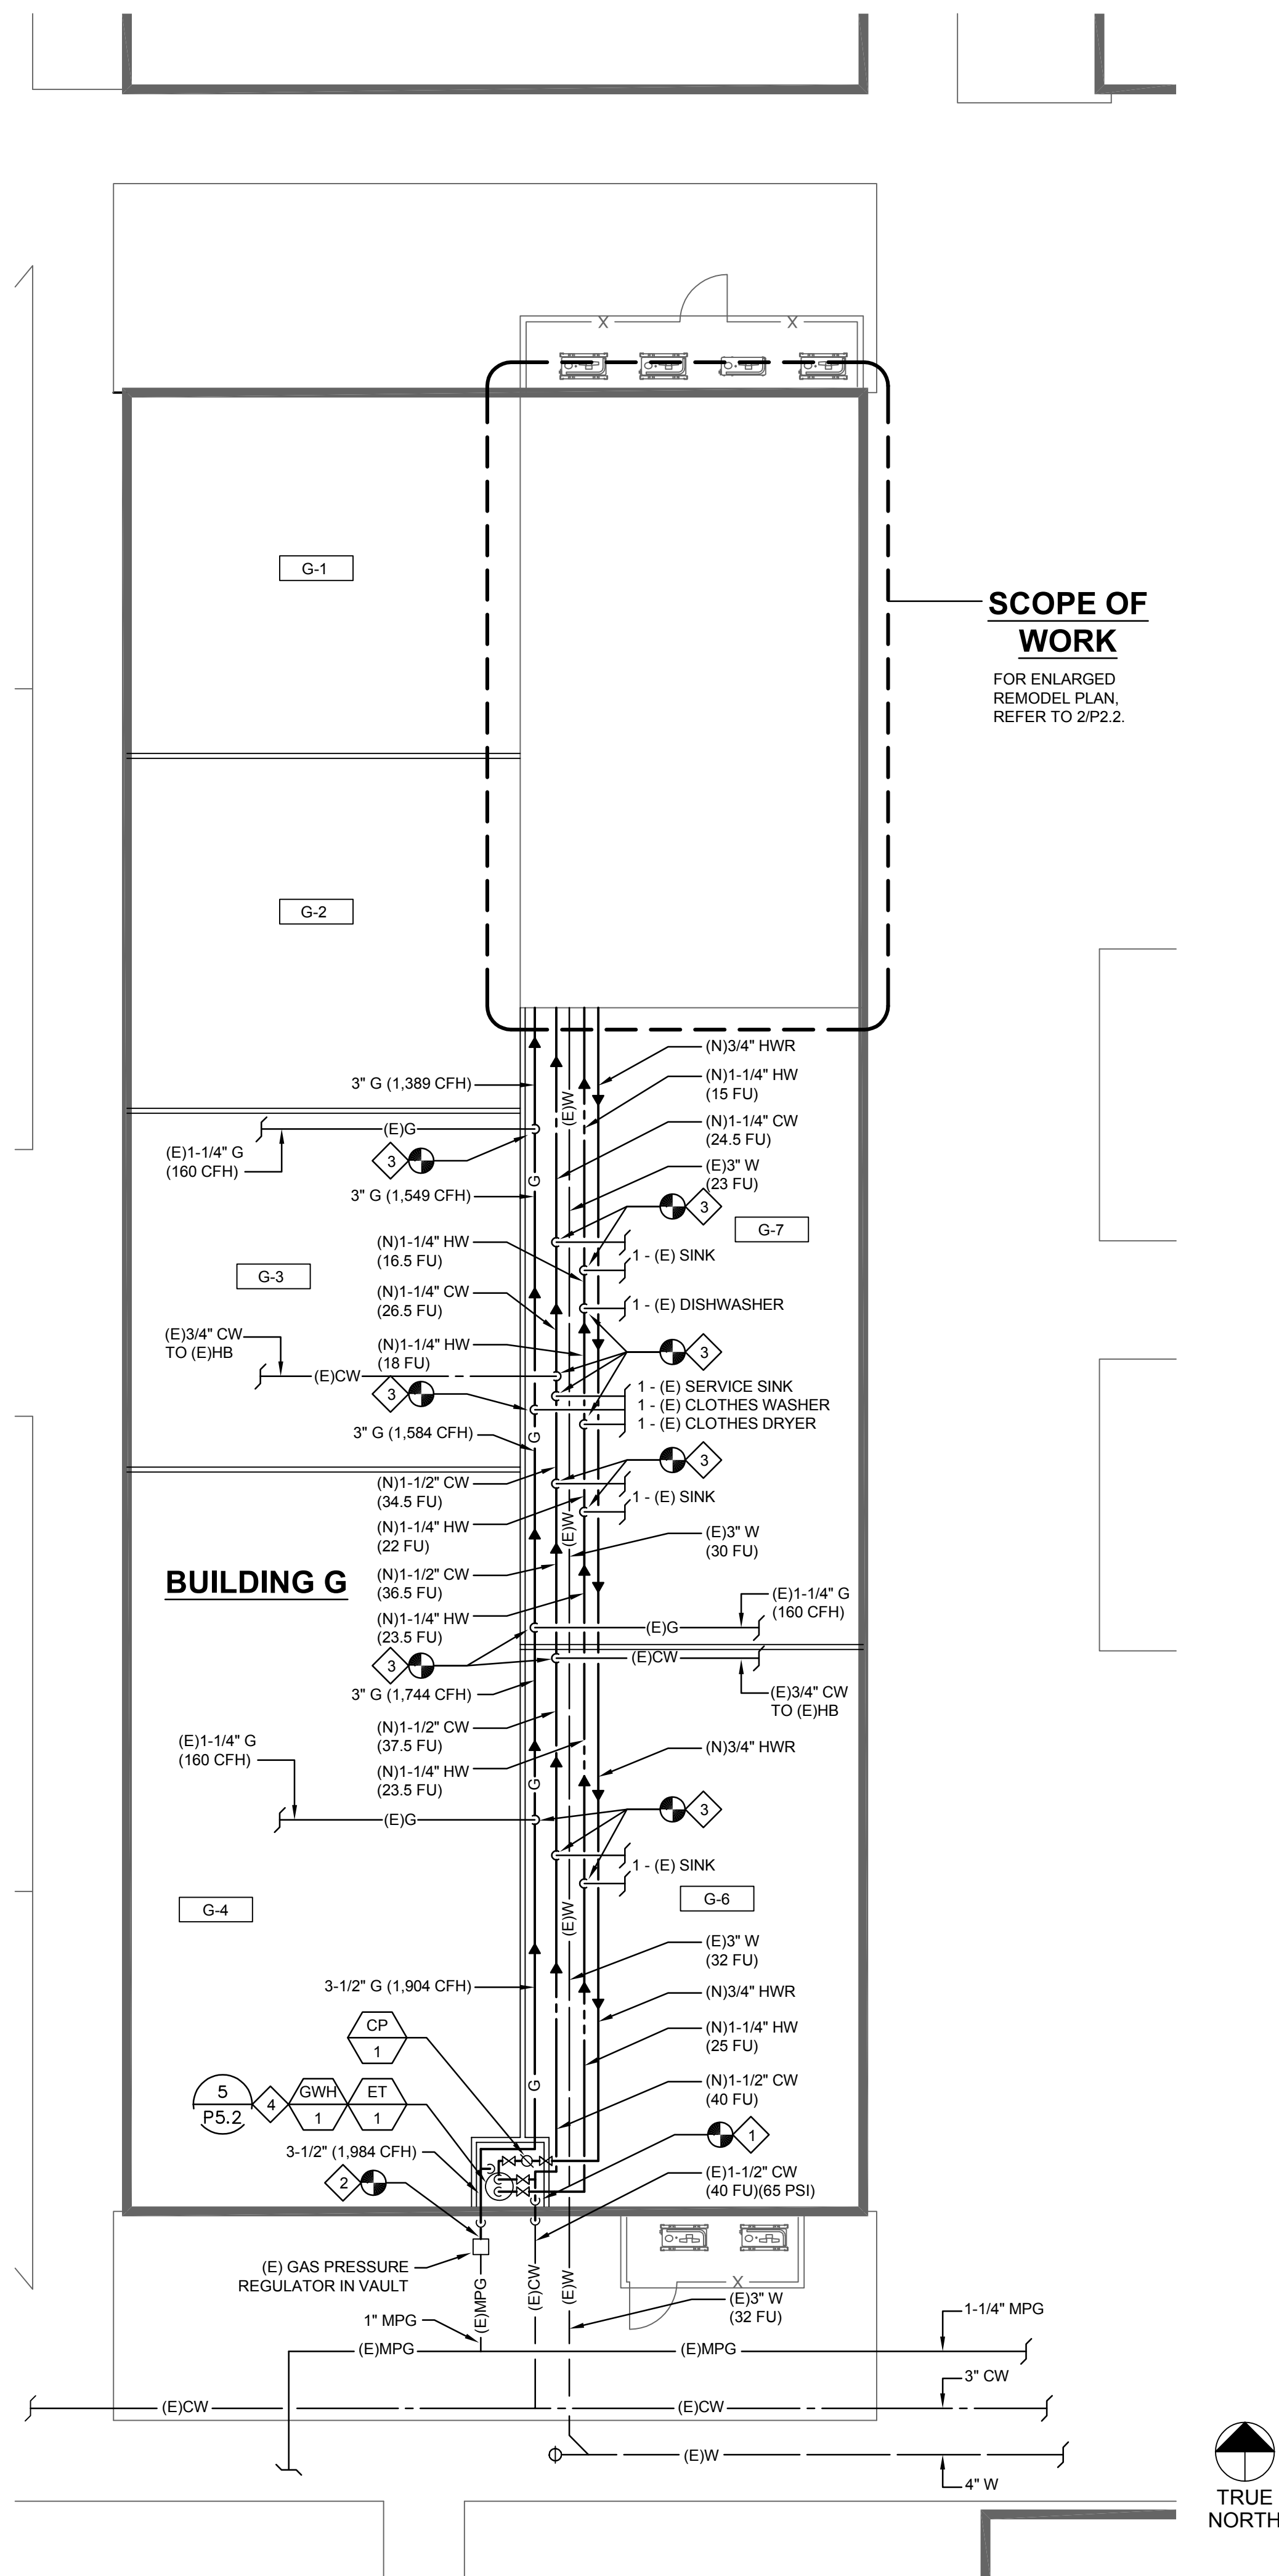 X
X
G-1
SCOPE OF
WORK
FOR ENLARGED
REMODEL PLAN,
REFER TO 2/P2.2.
G-2
(N)3/4" HWR
3" G (1,389 CFH)
(N)1-1/4" HW
(15 FU)
(E)W
(E)G
(N)1-1/4" CW
(24.5 FU)
(E)1-1/4" G
(160 CFH)
3
(E)3" W
(23 FU)
G
3" G (1,549 CFH)
3
G-7
(N)1-1/4" HW
(16.5 FU)
1 - (E) SINK
G-3
(N)1-1/4" CW
(26.5 FU)
1 - (E) DISHWASHER
(E)3/4" CW
TO (E)HB
(N)1-1/4" HW
(18 FU)
3
(E)CW
3
1 - (E) SERVICE SINK
1 - (E) CLOTHES WASHER
1 - (E) CLOTHES DRYER
3" G (1,584 CFH)
G
3
(N)1-1/2" CW
(34.5 FU)
1 - (E) SINK
(N)1-1/4" HW
(22 FU)
(E)W
(E)3" W
(30 FU)
BUILDING G
(N)1-1/2" CW
(36.5 FU)
(E)1-1/4" G
(160 CFH)
(N)1-1/4" HW
(23.5 FU)
(E)G
3
(E)CW
3" G (1,744 CFH)
(E)3/4" CW
TO (E)HB
(N)1-1/2" CW
(37.5 FU)
(E)1-1/4" G
(160 CFH)
(N)3/4" HWR
(N)1-1/4" HW
(23.5 FU)
G
3
(E)G
1 - (E) SINK
G-4
G-6
(E)W
(E)3" W
(32 FU)
3-1/2" G (1,904 CFH)
(N)3/4" HWR
CP
1
(N)1-1/4" HW
(25 FU)
G
5
P5.2
4
GWH
1
ET
1
(N)1-1/2" CW
(40 FU)
1
3-1/2" (1,984 CFH)
2
(E)1-1/2" CW
(40 FU)(65 PSI)
(E) GAS PRESSURE
REGULATOR IN VAULT
X
(E)MPG
(E)CW
(E)W
(E)3" W
(32 FU)
1" MPG
1-1/4" MPG
(E)MPG
(E)MPG
3" CW
(E)CW
(E)CW
(E)W
4" W
TRUE
NORTH